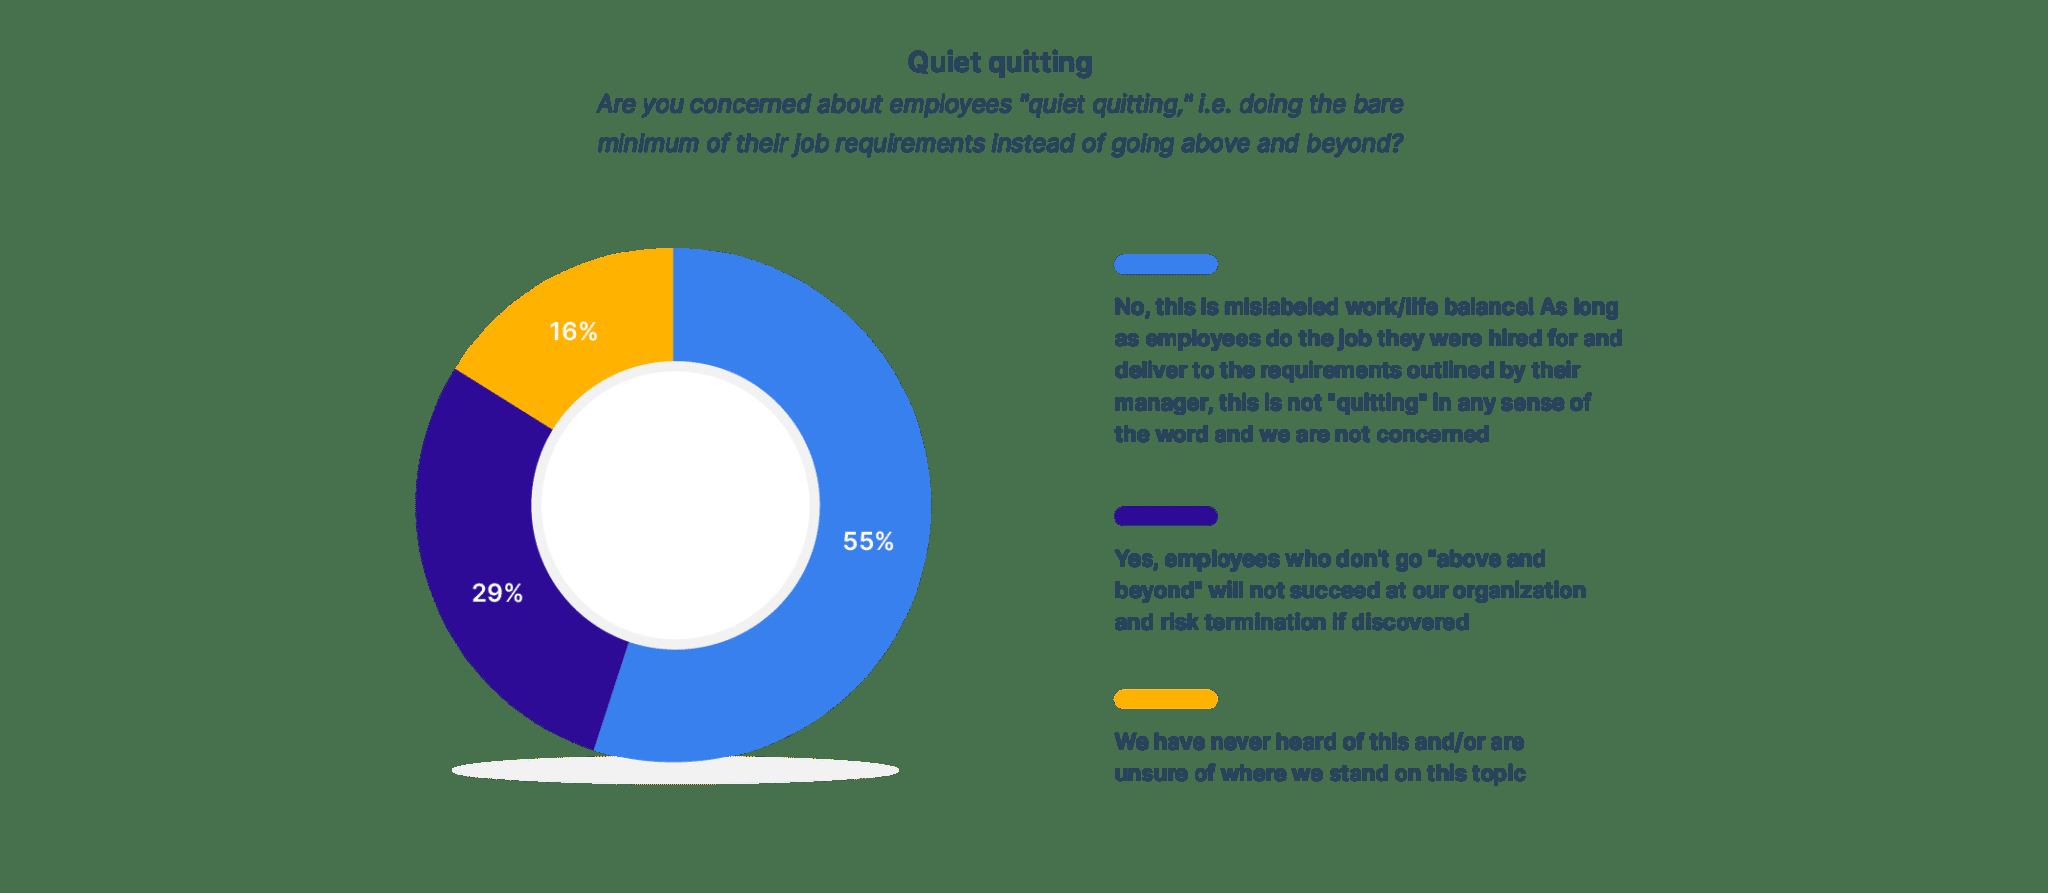 Quiet quitting
Are you concerned about employees "quiet quitting," i.e. doing the bare
minimum of their job requirements instead of going above and beyond?
16%
55%
29%
No, this is mislabeled work/life balance! As long
as employees do the job they were hired for and
deliver to the requirements outlined by their
manager, this is not "quitting" in any sense of
the word and we are not concerned
Yes, employees who don't go "above and
beyond" will not succeed at our organization
and risk termination if discovered
We have never heard of this and/or are
unsure of where we stand on this topic